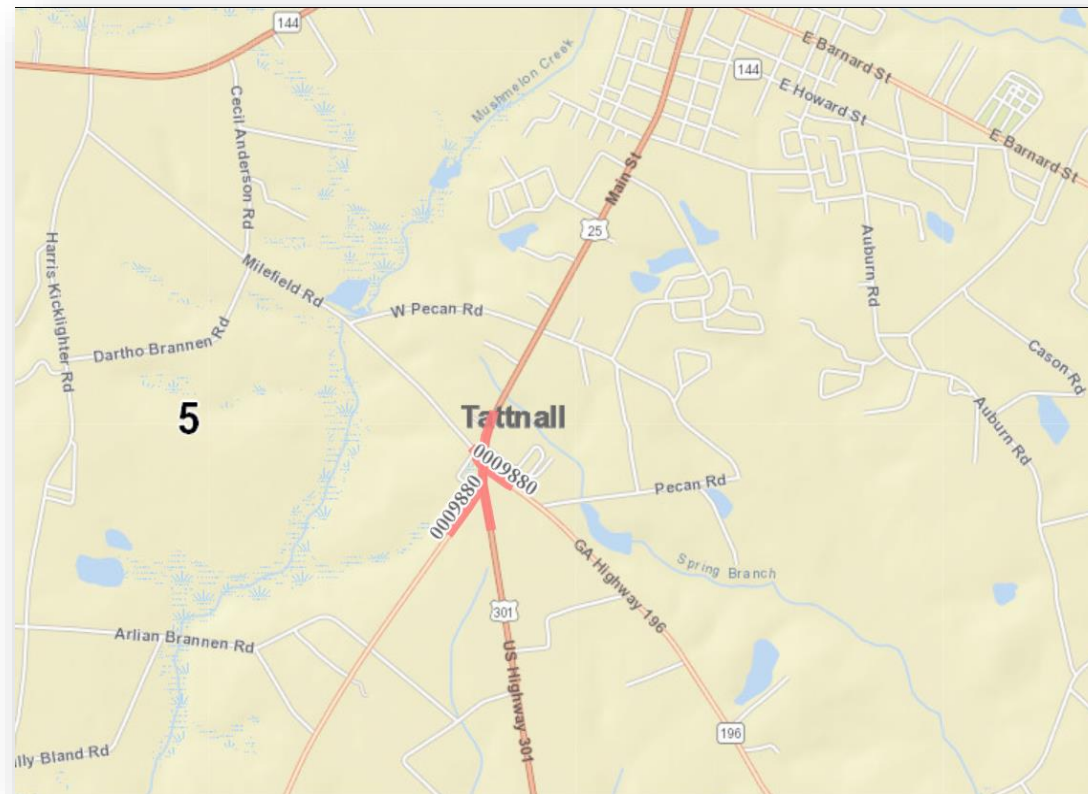 144
E Barnard St
144
Mushmelon Creek
Cecil Anderson Rd
E Howard St
E Barnard St
Main St
25
Auburn Rd
Harris Kicklighter Rd
Milefield Rd
W Pecan Rd
Dartho Brannen Rd
Cason Rd
5
Tattnall
Auburn Rd
0009880
0009880
Pecan Rd
GA Highway 196
Spring Branch
301
Arlian Brannen Rd
US Highway 301
196
illy Bland Rd